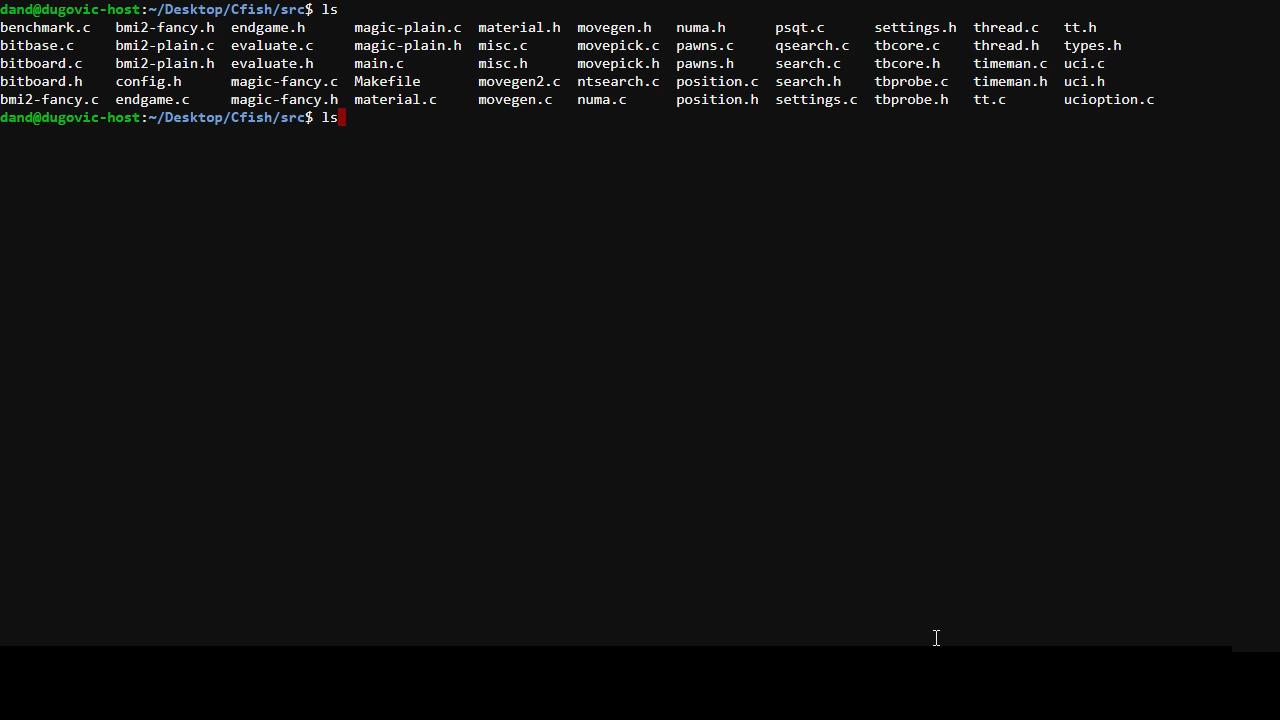 dand@dugovic-host:~/Desktop/Cfish/src$ ls
benchmark.c   bmi2-fancy.h  endgame.h      magic-plain.c  material.h  movegen.h   numa.h      psqt.c      settings.h  thread.c   tt.h
bitbase.c     bmi2-plain.c  evaluate.c     magic-plain.h  misc.c      movepick.c  pawns.c     qsearch.c   tbcore.c    thread.h   types.h
bitboard.c    bmi2-plain.h  evaluate.h     main.c         misc.h      movepick.h  pawns.h     search.c    tbcore.h    timeman.c  uci.c
bitboard.h    config.h      magic-fancy.c  Makefile       movegen2.c  ntsearch.c  position.c  search.h    tbprobe.c   timeman.h  uci.h
bmi2-fancy.c  endgame.c     magic-fancy.h  material.c     movegen.c   numa.c      position.h  settings.c  tbprobe.h   tt.c       ucioption.c
dand@dugovic-host:~/Desktop/Cfish/src$ ls